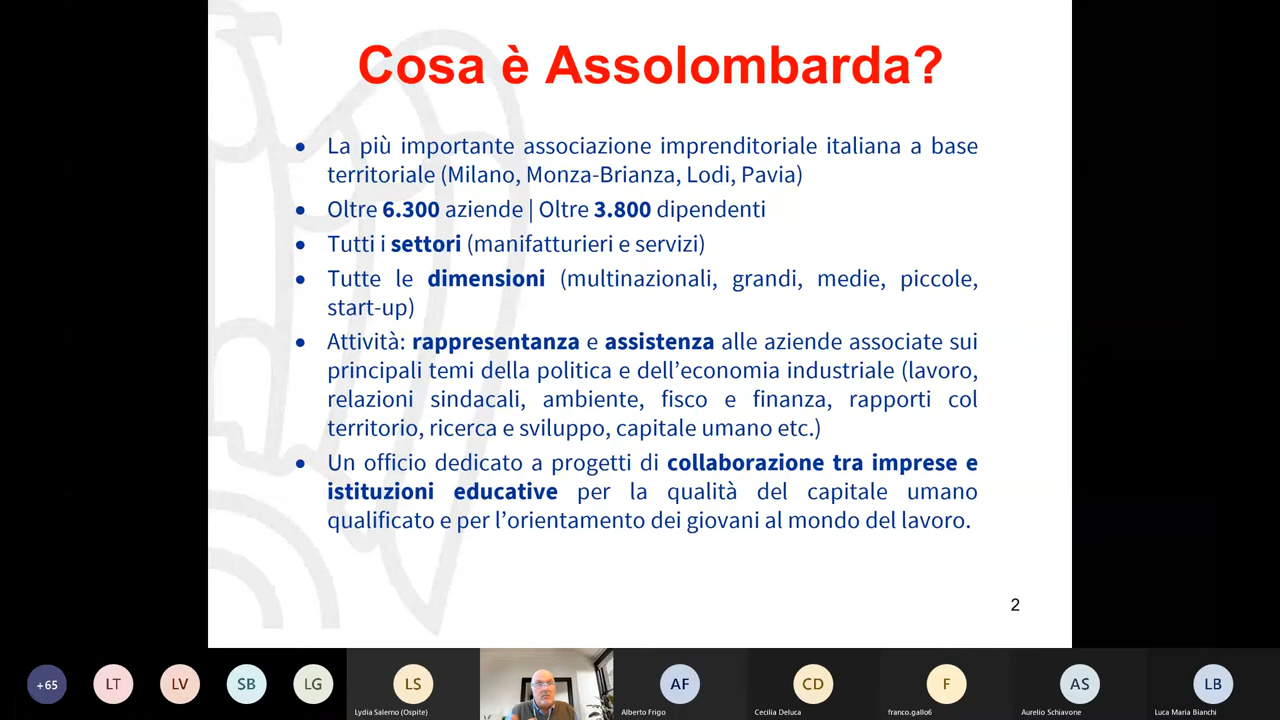 Cosa è Assolombarda?
• La più importante associazione imprenditoriale italiana a base
territoriale (Milano, Monza-Brianza, Lodi, Pavia)
• Oltre 6.300 aziende | Oltre 3.800 dipendenti
• Tutti i settori (manifatturieri e servizi)
• Tutte le dimensioni (multinazionali, grandi, medie, piccole,
start-up)
• Attività: rappresentanza e assistenza alle aziende associate sui
principali temi della politica e dell'economia industriale (lavoro,
relazioni sindacali, ambiente, fisco e finanza, rapporti col
territorio, ricerca e sviluppo, capitale umano etc.)
• Un officio dedicato a progetti di collaborazione tra imprese e
istituzioni educative per la qualità del capitale umano
qualificato e per l'orientamento dei giovani al mondo del lavoro.
2
+65 LT LV SB LG LS AF CD F AS LB
Lydia Salerno (Ospite) Alberto Frigo Cecilia Deluca franco.gallo6 Aurelio Schiavone Luca Maria Bianchi